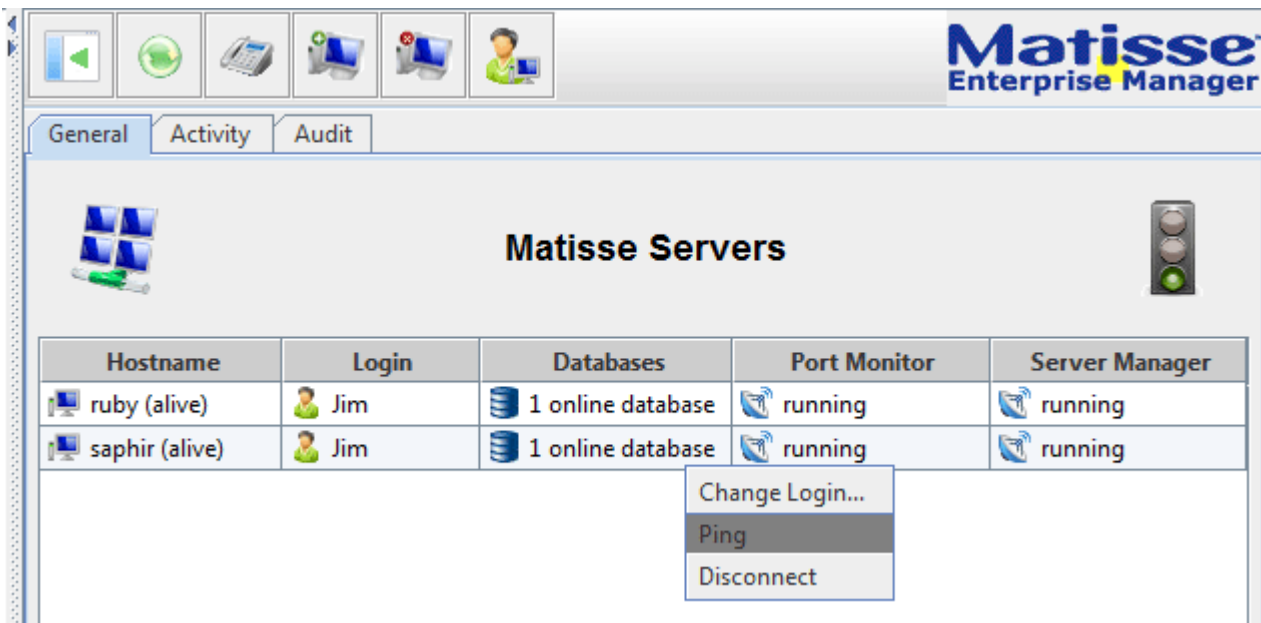 Matisse
Enterprise Manager
General Activity Audit
Matisse Servers
Hostname Login Databases Port Monitor Server Manager
ruby (alive) Jim 1 online database running running
saphir (alive) Jim 1 online database running running
Change Login...
Ping
Disconnect